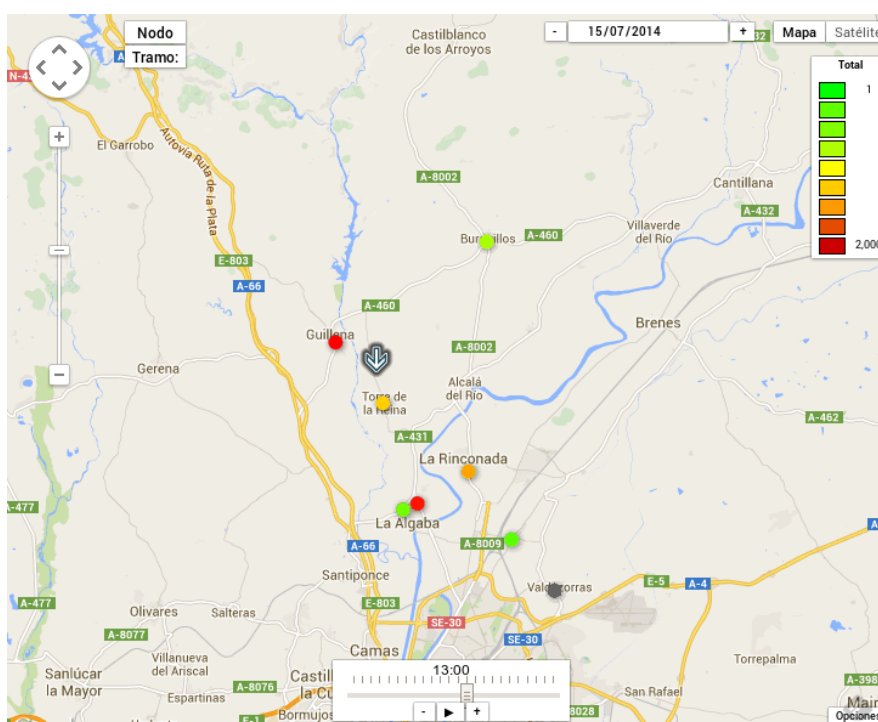 Nodo
Tramo:
Castilblanco
de los Arroyos
-
15/07/2014
+
32
Mapa
Satélite
Total
1
2,000
N-4
A
El Garrobo
Autovía Ruta de la Plata
A-8002
Cantillana
A-432
Villaverde
del Río
A-460
E-803
A-66
A-460
Guillena
A-8002
Brenes
Gerena
Alcalá
del Río
Torre de
la Reina
A-462
A-431
La Rinconada
A-477
La Algaba
A-66
A-8009
A
Santiponce
E-5
A-4
A-477
E-803
Olivares
Salteras
SE-30
A-8077
SE-30
Villanueva
del Ariscal
Camas
Torrepalma
Sanlúcar
la Mayor
13:00
A-8076
A-398
Espartinas
San Rafael
-
+
8028
Bormujos
E-1